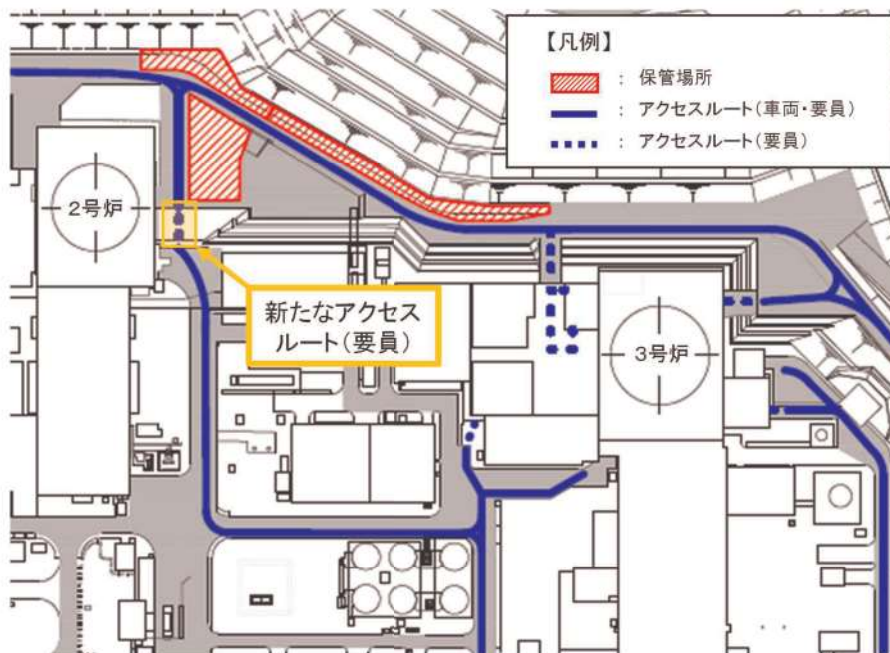 【凡例】
: 保管場所
: アクセスルート(車両・要員)
: アクセスルート(要員)
2号炉
新たなアクセス
ルート(要員)
3号炉